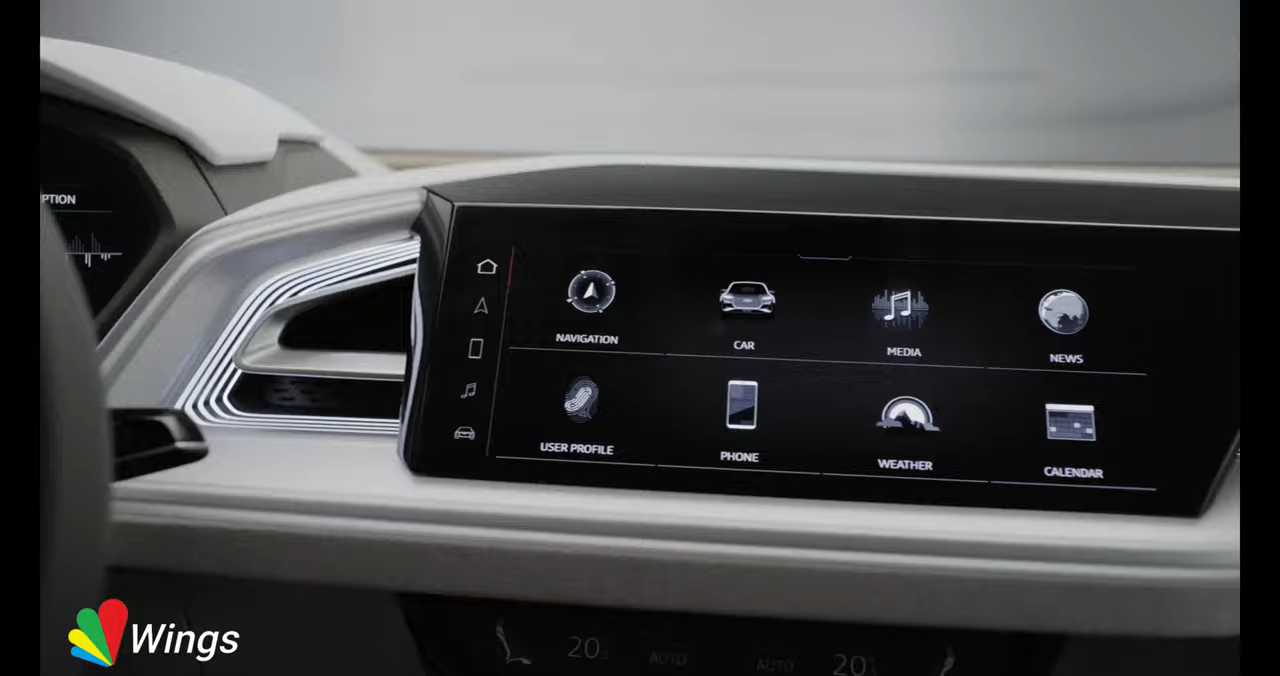 PTION
NAVIGATION
CAR
MEDIA
NEWS
USER PROFILE
PHONE
WEATHER
CALENDAR
20
AUTO
AUTO
20
Wings